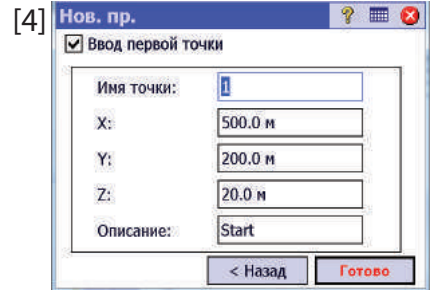 [4]
Нов. пр.
Ввод первой точки
Имя точки: 1
X: 500.0 м
Y: 200.0 м
Z: 20.0 м
Описание: Start
< Назад Готово